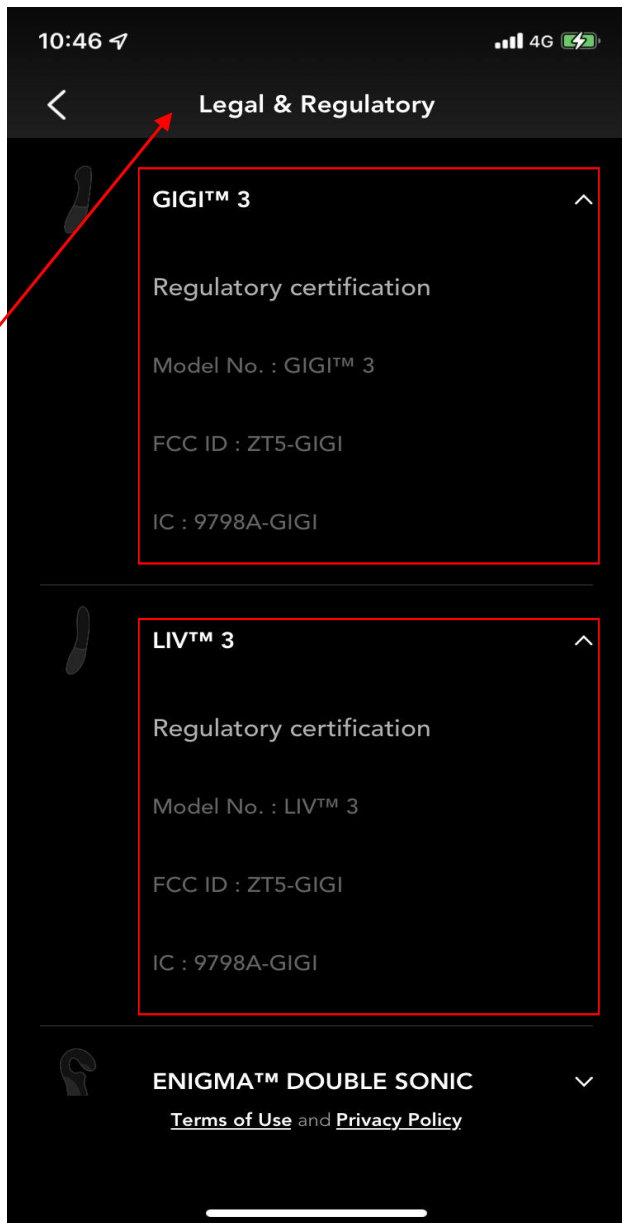 10:46 4G
Legal & Regulatory
GIGI™ 3
Regulatory certification
Model No. : GIGI™ 3
FCC ID : ZT5-GIGI
IC : 9798A-GIGI
LIV™ 3
Regulatory certification
Model No. : LIV™ 3
FCC ID : ZT5-GIGI
IC : 9798A-GIGI
ENIGMA™ DOUBLE SONIC
Terms of Use and Privacy Policy